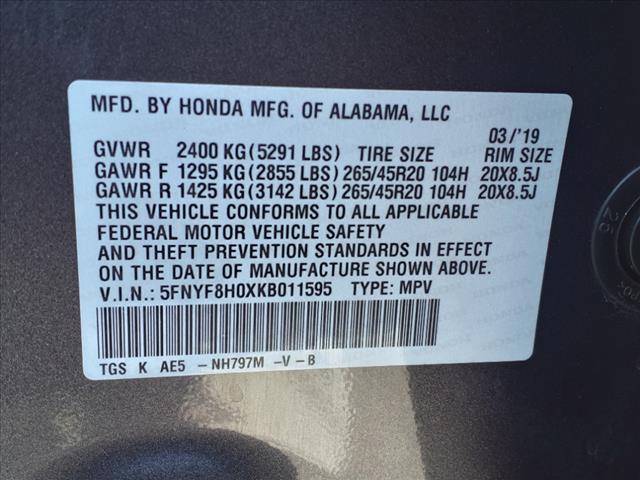 MFD. BY HONDA MFG. OF ALABAMA, LLC
03/'19
GVWR 2400 KG(5291 LBS) TIRE SIZE RIM SIZE
GAWR F 1295 KG(2855 LBS) 265/45R20 104H 20X8.5J
GAWR R 1425 KG(3142 LBS) 265/45R20 104H 20X8.5J
THIS VEHICLE CONFORMS TO ALL APPLICABLE
FEDERAL MOTOR VEHICLE SAFETY
AND THEFT PREVENTION STANDARDS IN EFFECT
ON DATE OF MANUFACTURE SHOWN ABOVE.
V.I.N.: 5FNYF8H0XKB011595 TYPE: MPV
TGS K AE5 -NH797M -V-B
25